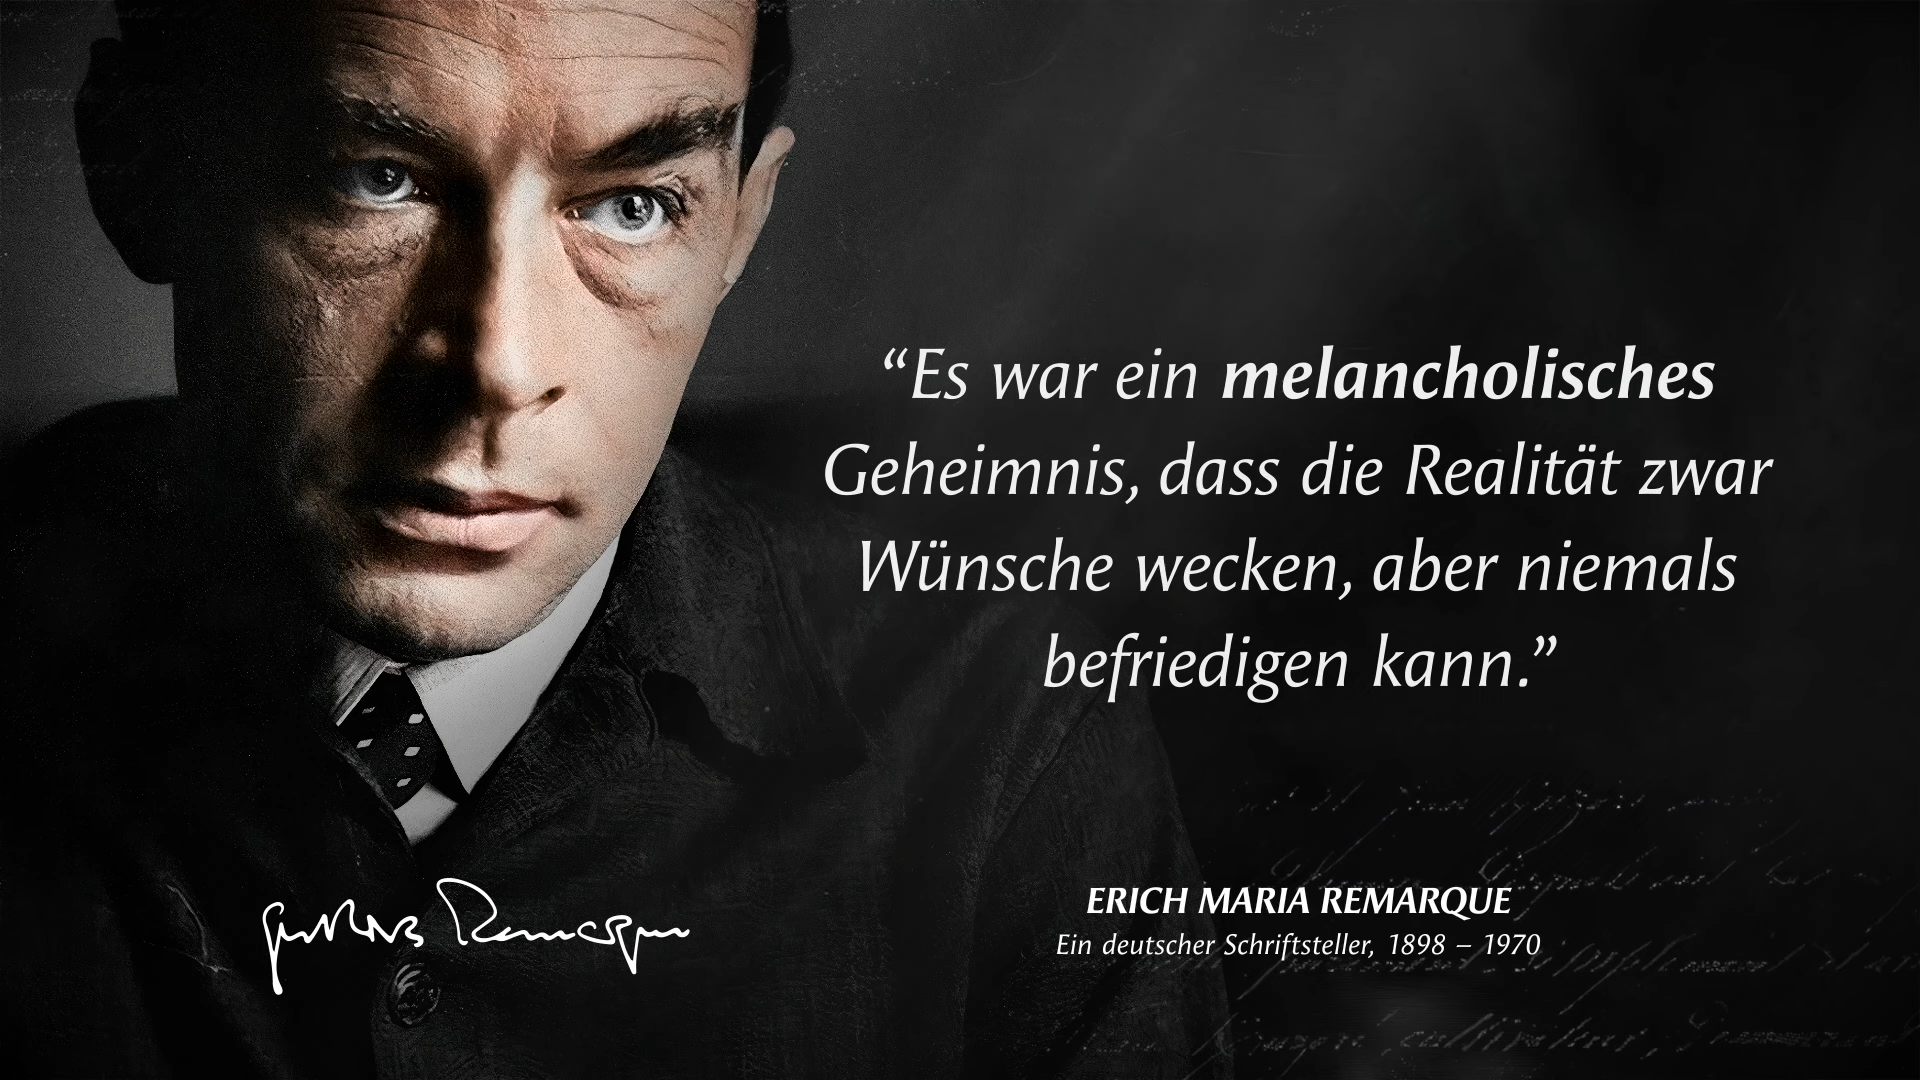 “Es war ein melancholisches
Geheimnis, dass die Realität zwar
Wünsche wecken, aber niemals
befriedigen kann.”
ERICH MARIA REMARQUE
Ein deutscher Schriftsteller, 1898 – 1970
Remarque